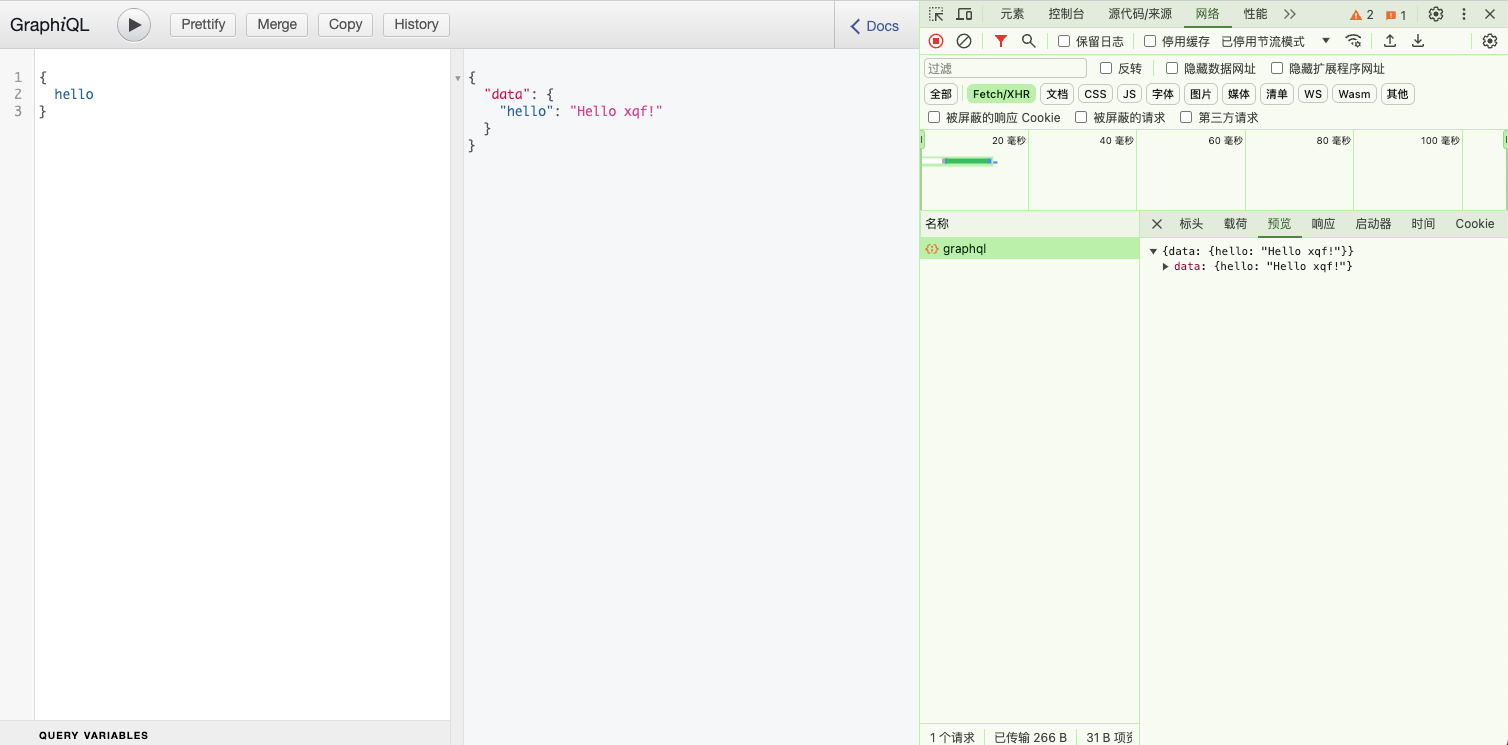 GraphiQL
Prettify
Merge
Copy
History
Docs
1 {
2 hello
3 }
{
"data": {
"hello": "Hello xqf!"
}
}
QUERY VARIABLES
元素 控制台 源代码/来源 网络 性能 2 1
保留日志 停用缓存 已停用节流模式
过滤 反转 隐藏数据网址 隐藏扩展程序网址
全部 Fetch/XHR 文档 CSS JS 字体 图片 媒体 清单 WS Wasm 其他
被屏蔽的响应 Cookie 被屏蔽的请求 第三方请求
20 毫秒 40 毫秒 60 毫秒 80 毫秒 100 毫秒
名称
graphql
标头 载荷 预览 响应 启动器 时间 Cookie
{data: {hello: "Hello xqf!"}}
data: {hello: "Hello xqf!"}
1 个请求 已传输 266 B 31 B 项